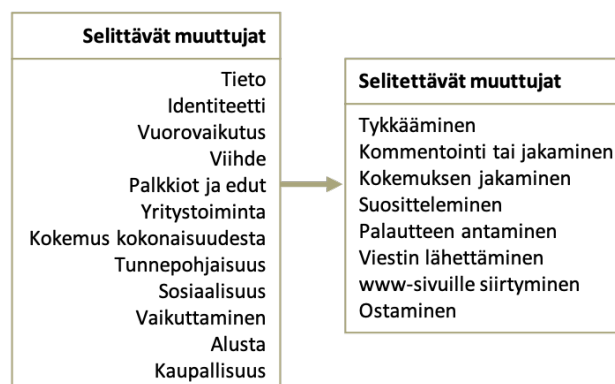 Selittävät muuttujat
Tieto
Identiteetti
Vuorovaikutus
Viihde
Palkkiot ja edut
Yritystoiminta
Kokemus kokonaisuudesta
Tunnepohjaisuus
Sosiaalisuus
Vaikuttaminen
Alusta
Kaupallisuus
Selitettävät muuttujat
Tykkääminen
Kommentointi tai jakaminen
Kokemuksen jakaminen
Suositteleminen
Palautteen antaminen
Viestin lähettäminen
www-sivuille siirtyminen
Ostaminen